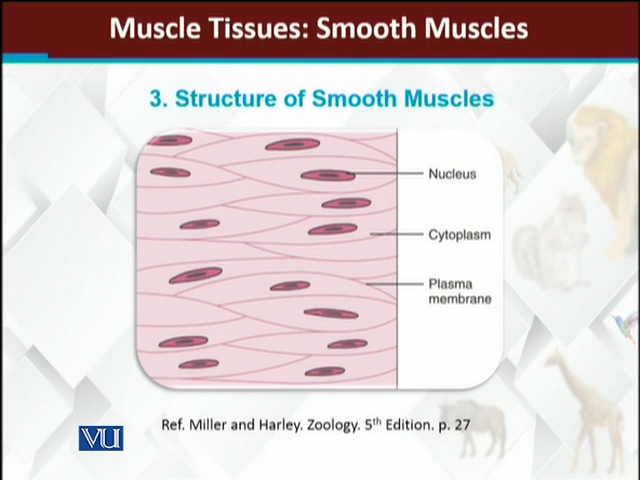 Muscle Tissues: Smooth Muscles
3. Structure of Smooth Muscles
Nucleus
Cytoplasm
Plasma
membrane
Ref. Miller and Harley. Zoology. 5th Edition. p. 27
VU